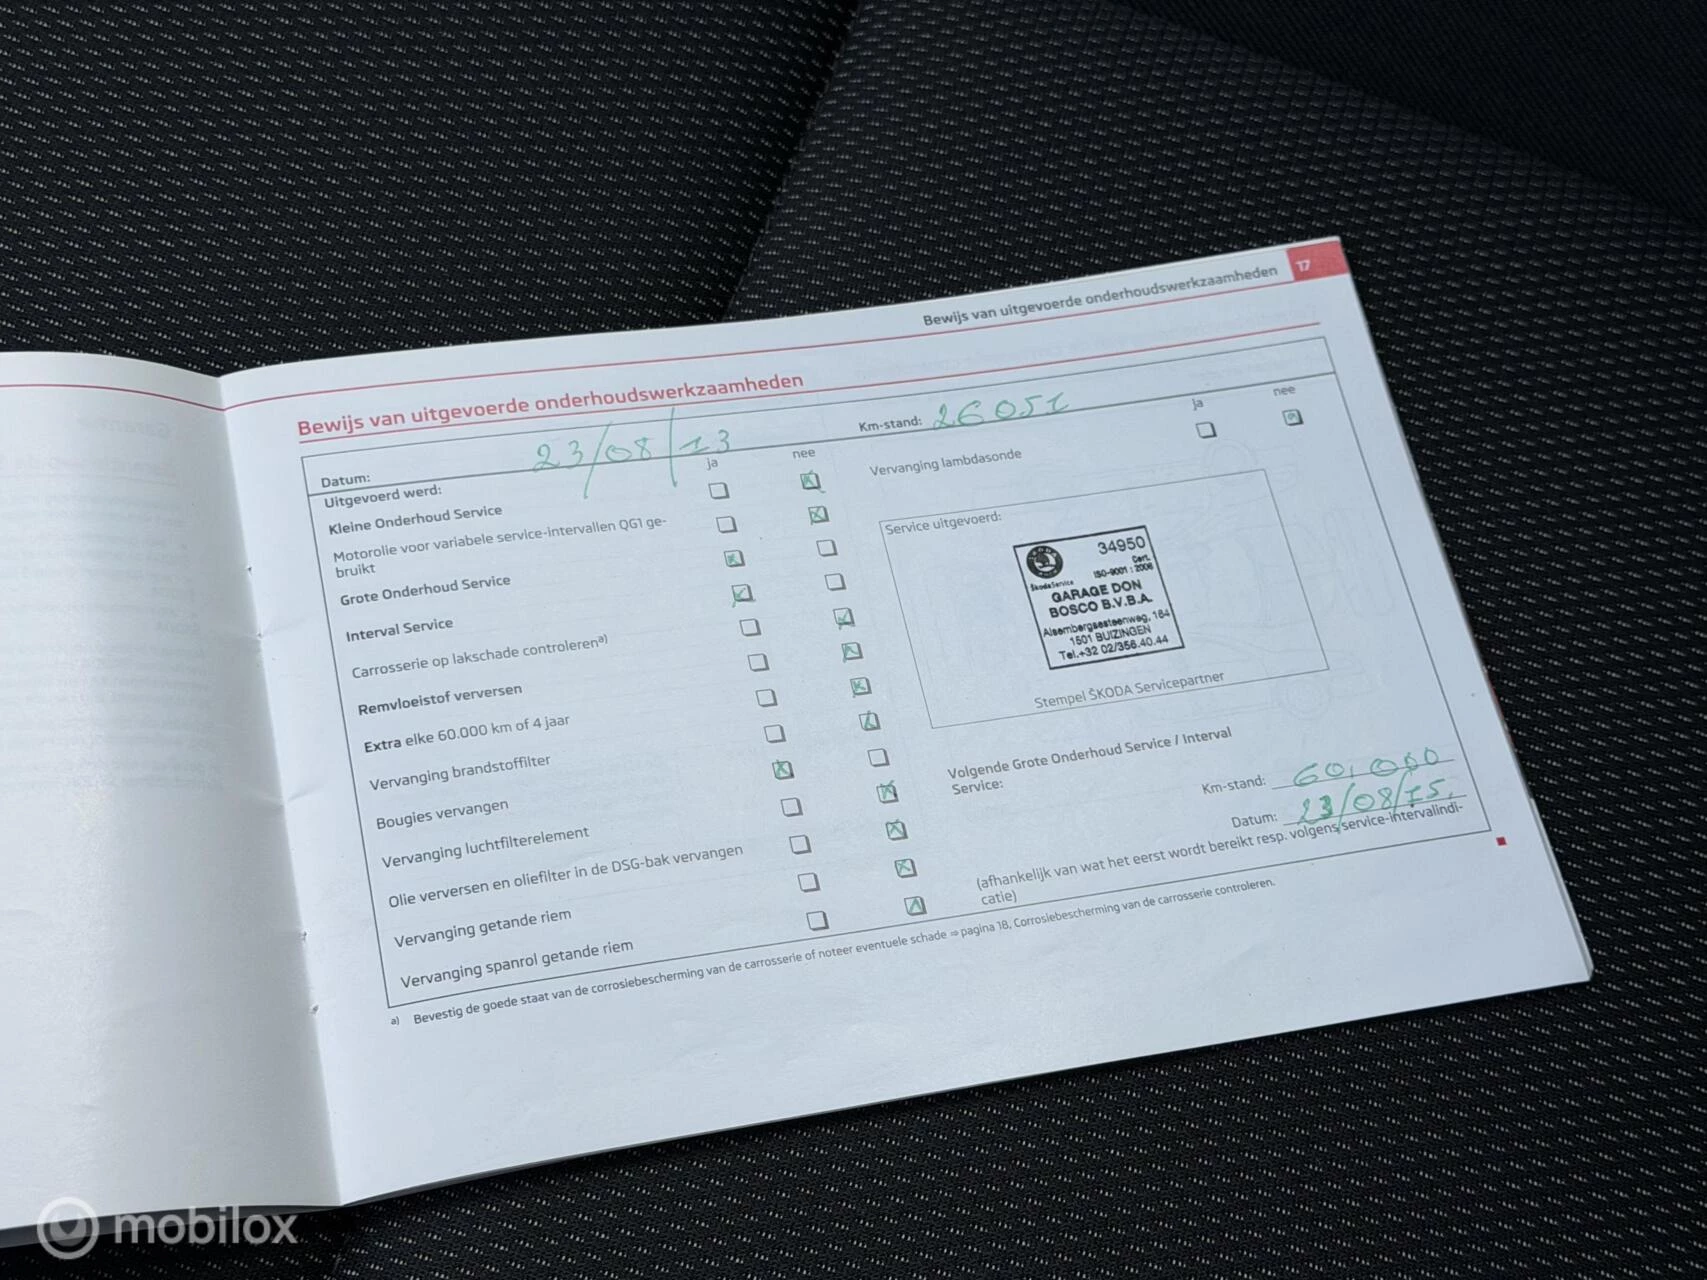 Bewijs van uitgevoerde onderhoudswerkzaamheden 17
Bewijs van uitgevoerde onderhoudswerkzaamheden
Datum: 23/08/13
Km-stand: 26051
Uitgevoerd werd:
ja nee
ja nee
Kleine Onderhoud Service
Motorolie voor variabele service-intervallen QG1 ge-
bruikt
Grote Onderhoud Service
Interval Service
Carrosserie op lakschade controleren a)
Remvloeistof verversen
Extra elke 60.000 km of 4 jaar
Vervanging brandstoffilter
Bougies vervangen
Vervanging luchtfilterelement
Olie verversen en oliefilter in de DSG-bak vervangen
Vervanging getande riem
Vervanging spanrol getande riem
Vervanging lambdasonde
Service uitgevoerd:
34950
Cert.
ŠkodaService ISO-9001 : 2008
GARAGE DON
BOSCO B.V.B.A.
Alsembergsesteenweg, 164
1501 BUIZINGEN
Tel.+32 02/356.40.44
Stempel ŠKODA Servicepartner
Volgende Grote Onderhoud Service / Interval
Service:
Km-stand: 60.000
Datum: 23/08/15.
(afhankelijk van wat het eerst wordt bereikt resp. volgens service-intervalindi-
catie)
a) Bevestig de goede staat van de corrosiebescherming van de carrosserie of noteer eventuele schade ⇒ pagina 18, Corrosiebescherming van de carrosserie controleren.
mobilox